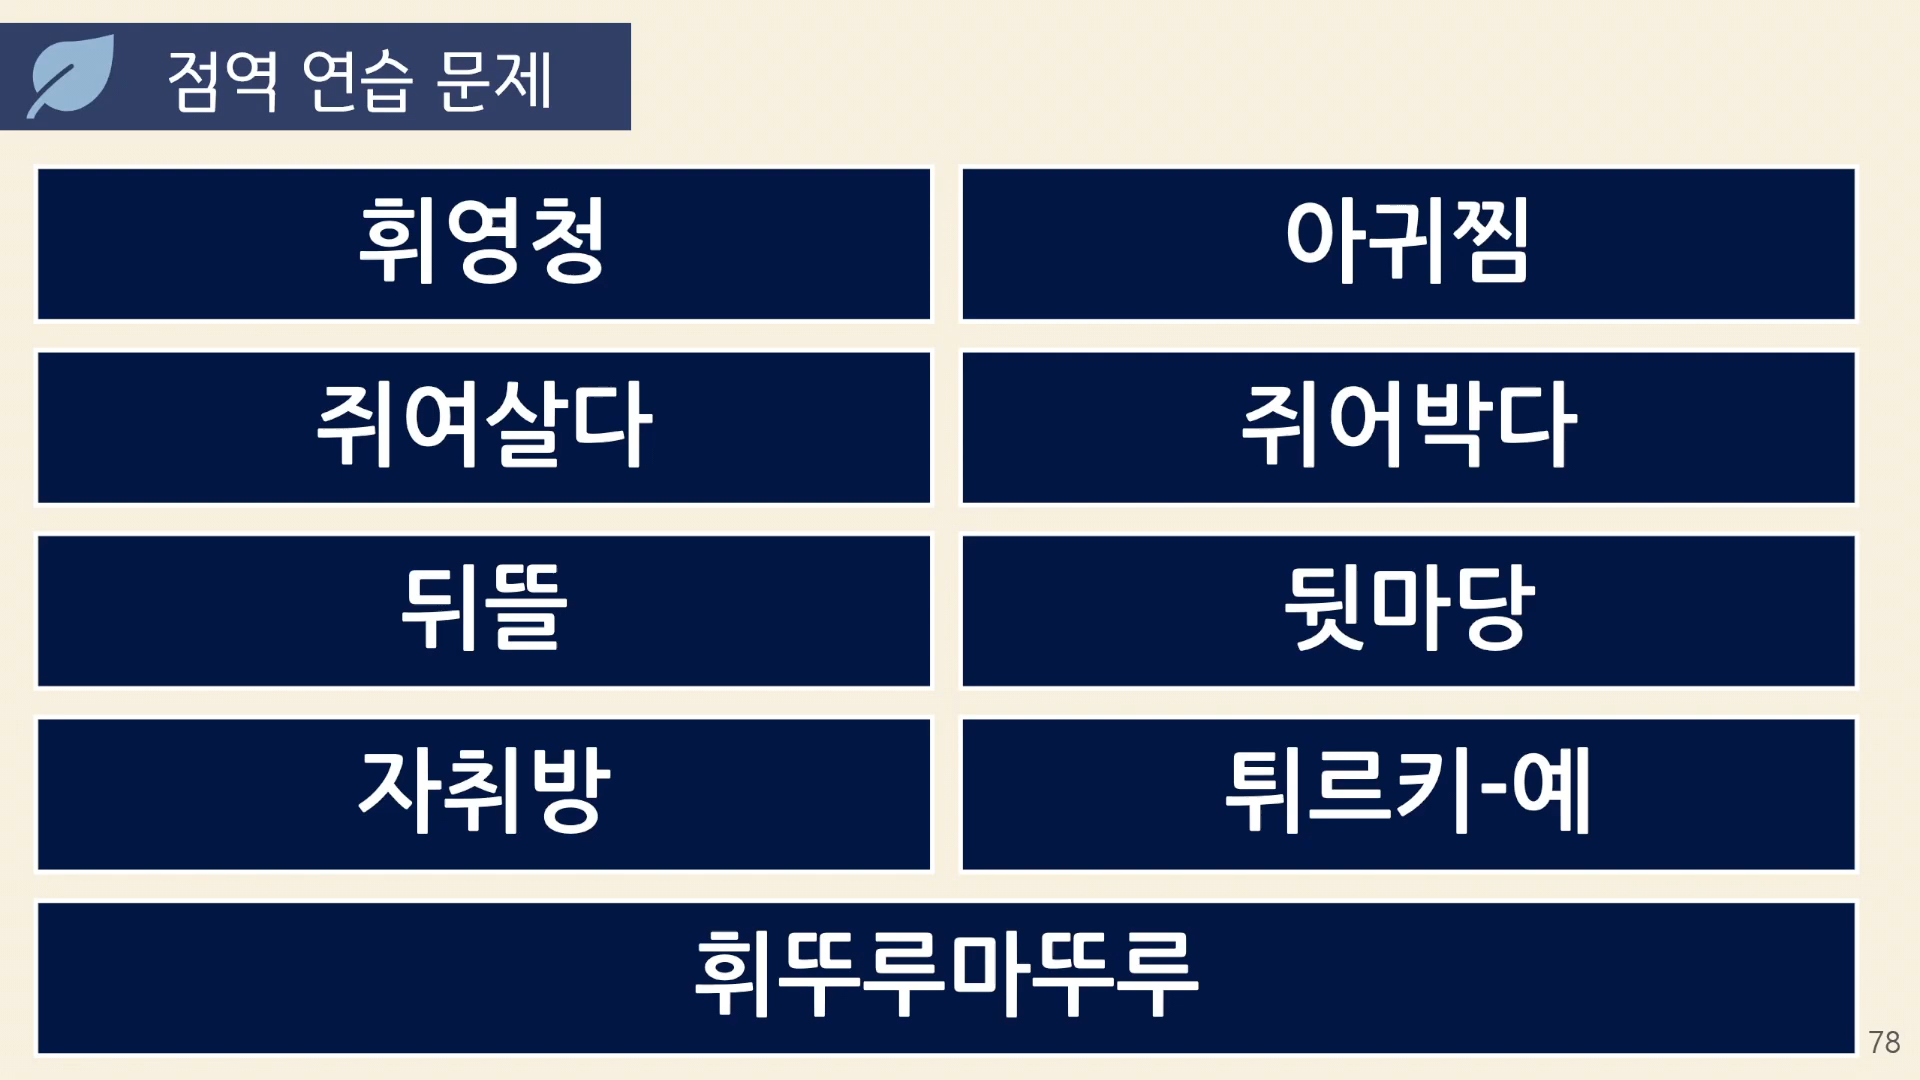 점역 연습 문제
휘영청
아귀찜
쥐여살다
쥐어박다
뒤뜰
뒷마당
자취방
튀르키-예
휘뚜루마뚜루
78